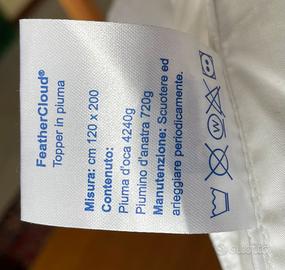 FeatherCloud®
Topper in piuma
Misura: cm 120 x 200
Contenuto:
Piuma d'oca 4240g
Piumino d'anatra 720g
Manutenzione: Scuotere ed
arieggiare periodicamente.
W